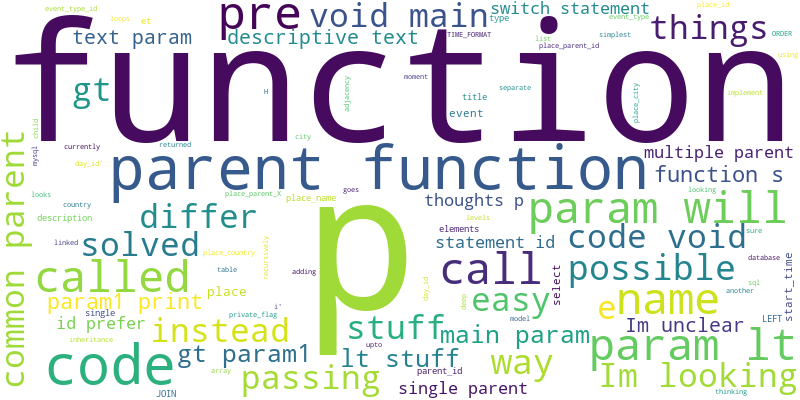 event_type_id
loops
et
pre
void main
type
switch statement
event_type
place_id
text param
descriptive text
TIME_FORMAT
list
simplest
ORDER
things
place_parent_id
using
function
gt
H
adjacency
moment
separate
place_city
implement
title
event
child
mysql
currently
returned
city
common parent
parent function
multiple parent
day_id'
looks
country
place_parent_X
place_name
goes
thoughts p
function s
looking
description
differ
p
elements
levels
param will
sure
linked
place_country
solved
statement id
code void
database
table
recursively
adding
called
call
select
possible
sql
another
start_time
param1 print
place
day_id
deep
easy
e
name
single
private_flag
i'
id prefer
instead
stuff
main param
Im unclear
LEFT
inheritance
model
param lt
gt param1
lt stuff
upto
way
code
array
passing
parent_id
Im looking
JOIN
single parent
thinking